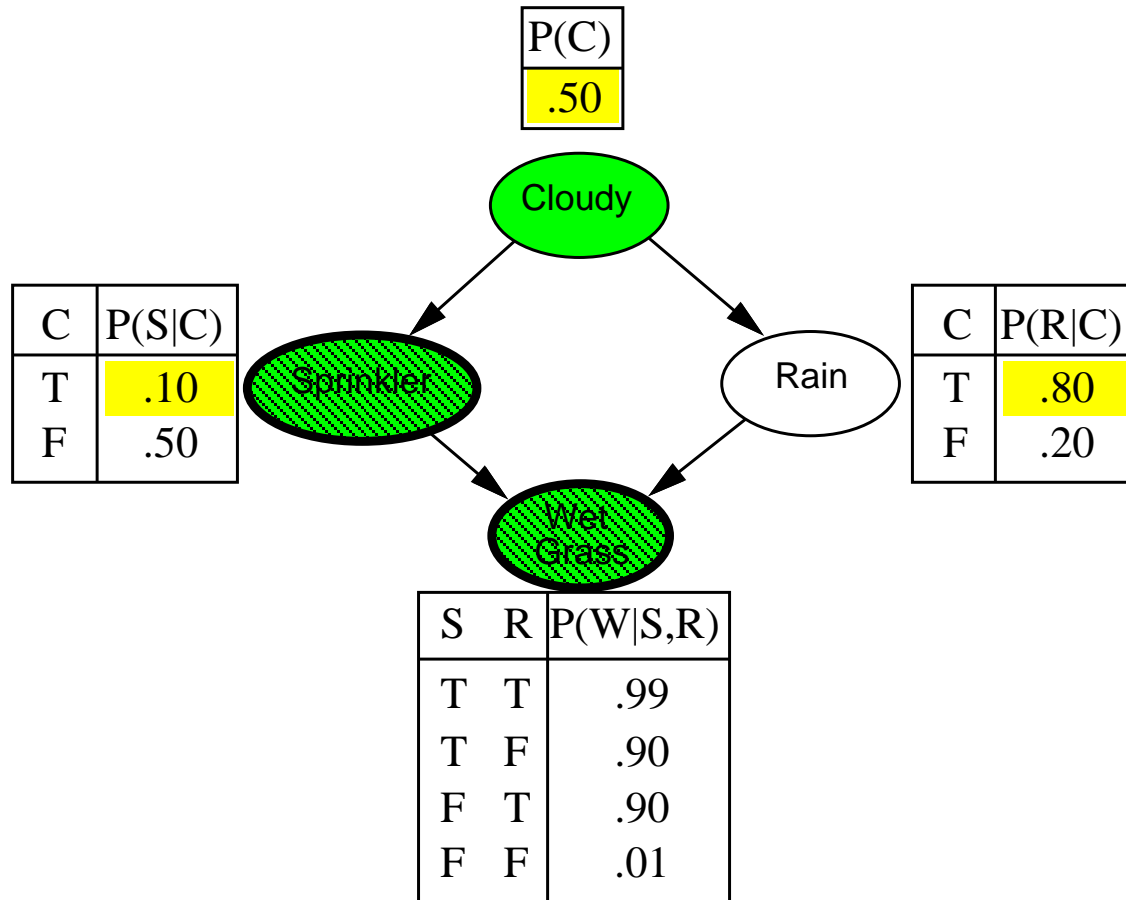 P(C)
.50
Cloudy
C P(S|C)
T .10
F .50
Sprinkler
Rain
C P(R|C)
T .80
F .20
Wet
Grass
S R P(W|S,R)
T T .99
T F .90
F T .90
F F .01